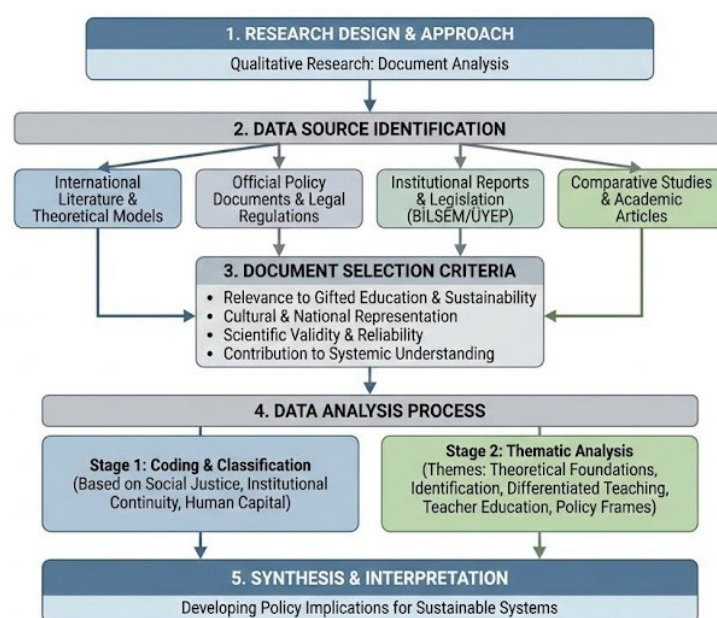 1. RESEARCH DESIGN & APPROACH
Qualitative Research: Document Analysis
2. DATA SOURCE IDENTIFICATION
International
Literature &
Theoretical Models
Official Policy
Documents & Legal
Regulations
Institutional Reports
& Legislation
(BİLSEM/ÜYEP)
Comparative Studies
& Academic
Articles
3. DOCUMENT SELECTION CRITERIA
• Relevance to Gifted Education & Sustainability
• Cultural & National Representation
• Scientific Validity & Reliability
• Contribution to Systemic Understanding
4. DATA ANALYSIS PROCESS
Stage 1: Coding & Classification
(Based on Social Justice, Institutional
Continuity, Human Capital)
Stage 2: Thematic Analysis
(Themes: Theoretical Foundations,
Identification, Differentiated Teaching,
Teacher Education, Policy Frames)
5. SYNTHESIS & INTERPRETATION
Developing Policy Implications for Sustainable Systems